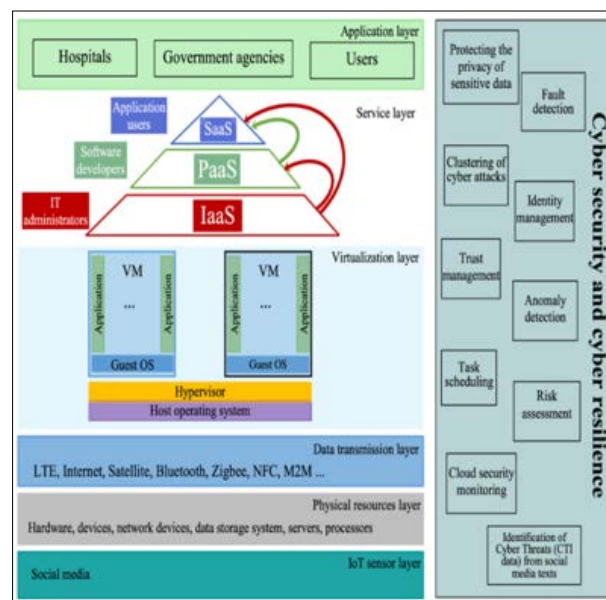 Application layer
Hospitals
Government agencies
Users
Service layer
Application
users
SaaS
Software
developers
PaaS
IT
administrators
IaaS
Virtualization layer
Application
VM
...
Application
Guest OS
Application
VM
...
Application
Guest OS
Hypervisor
Host operating system
Data transmission layer
LTE, Internet, Satellite, Bluetooth, Zigbee, NFC, M2M ...
Physical resources layer
Hardware, devices, network devices, data storage system, servers, processors
IoT sensor layer
Social media
Cyber security and cyber resilience
Protecting the
privacy of
sensitive data
Fault
detection
Clustering of
cyber attacks
Identity
management
Trust
management
Anomaly
detection
Task
scheduling
Risk
assessment
Cloud security
monitoring
Identification of
Cyber Threats (CTI
data) from social
media texts